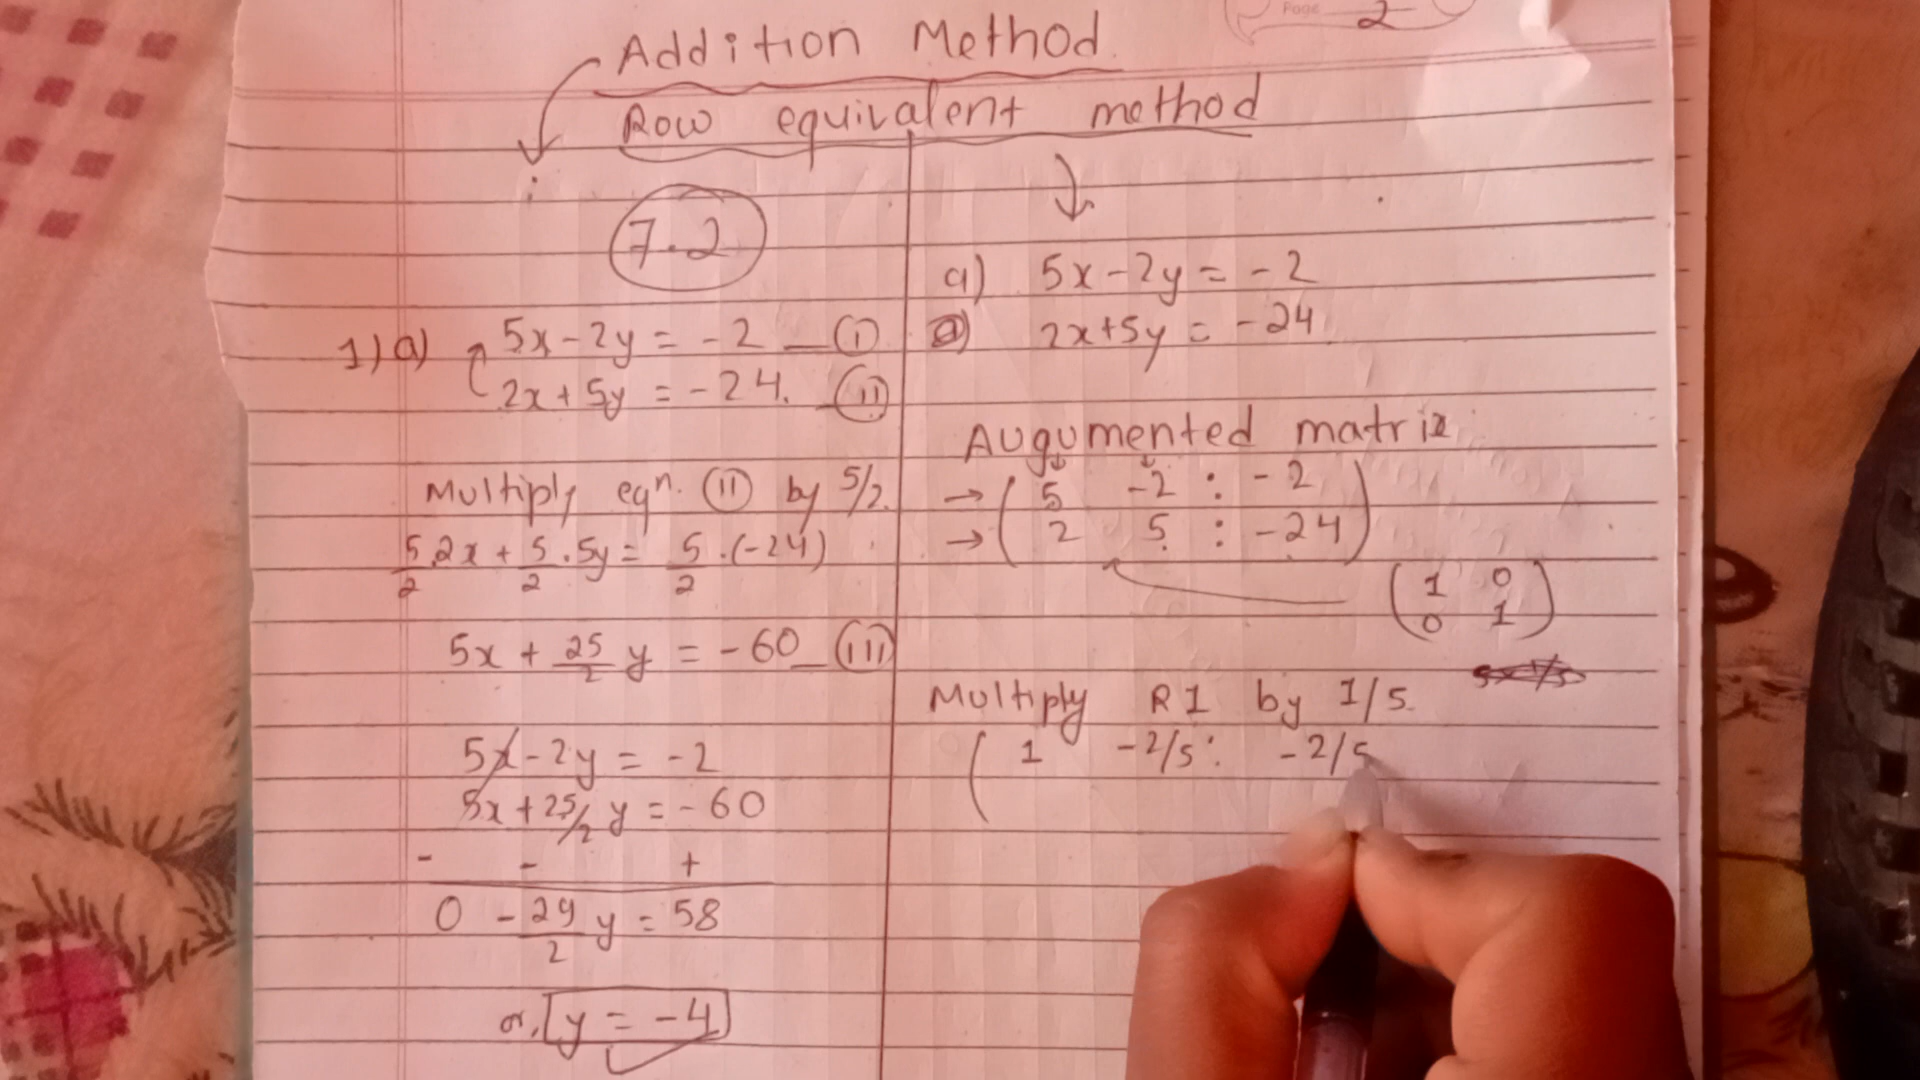 Page 2
Addition Method.
Row equivalent method
7.2
1) a) 5x - 2y = -2 (i)
2x + 5y = -24. (ii)
Multiply eqn. (ii) by 5/2.
5/2.2x + 5/2.5y = 5/2.(-24)
5x + 25/2 y = -60 (iii)
5x - 2y = -2
5x + 25/2 y = -60
- - +
0 - 29/2 y = 58
or, y = -4
a) 5x - 2y = -2
a) 2x + 5y = -24
Augumented matrix
→ ( 5 -2 : -2 )
→ ( 2 5 : -24 )
( 1 0 )
( 0 1 )
Multiply R1 by 1/5.
( 1 -2/5 : -2/5